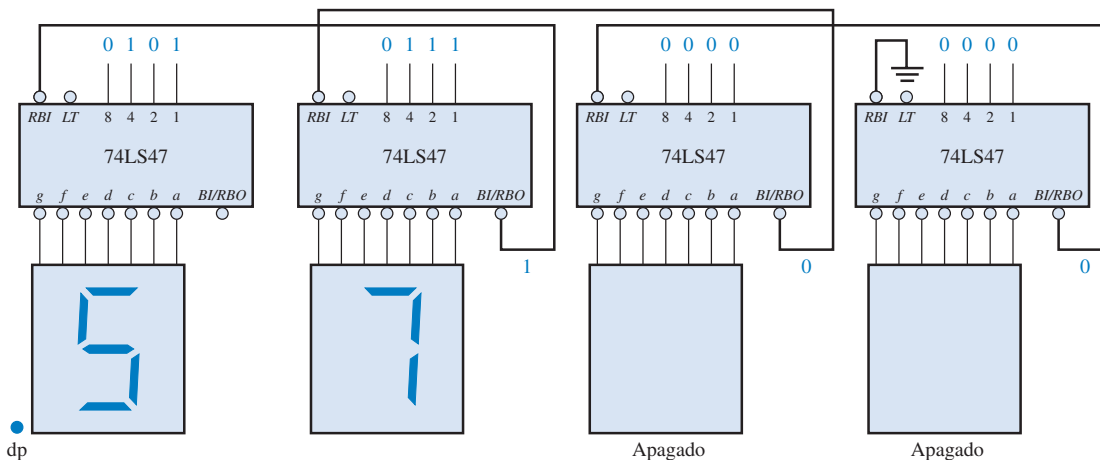 0 1 0 1 0 1 1 1 0 0 0 0 0 0 0 0
RBI LT 8 4 2 1 RBI LT 8 4 2 1 RBI LT 8 4 2 1 RBI LT 8 4 2 1
74LS47 74LS47 74LS47 74LS47
g f e d c b a BI/RBO g f e d c b a BI/RBO g f e d c b a BI/RBO g f e d c b a BI/RBO
1 0 0
5 7
dp Apagado Apagado